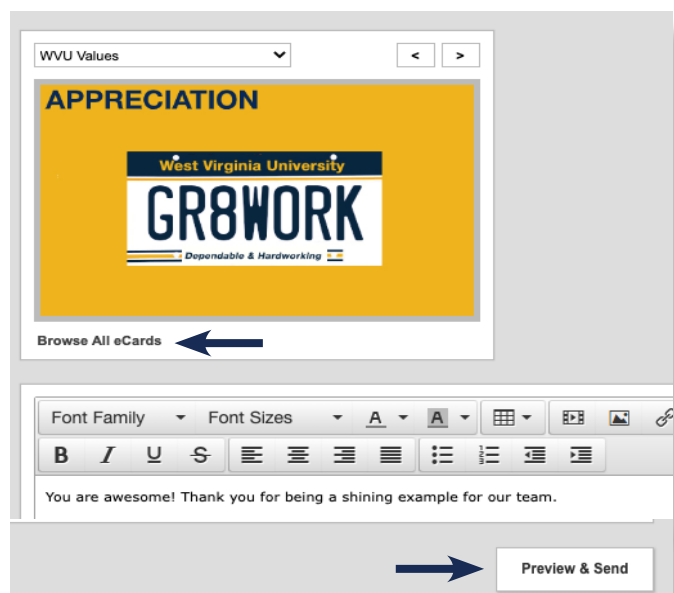 WVU Values < >
APPRECIATION
West Virginia University
GR8WORK
Dependable & Hardworking
Browse All eCards
Font Family Font Sizes A A
B I U S
You are awesome! Thank you for being a shining example for our team.
Preview & Send